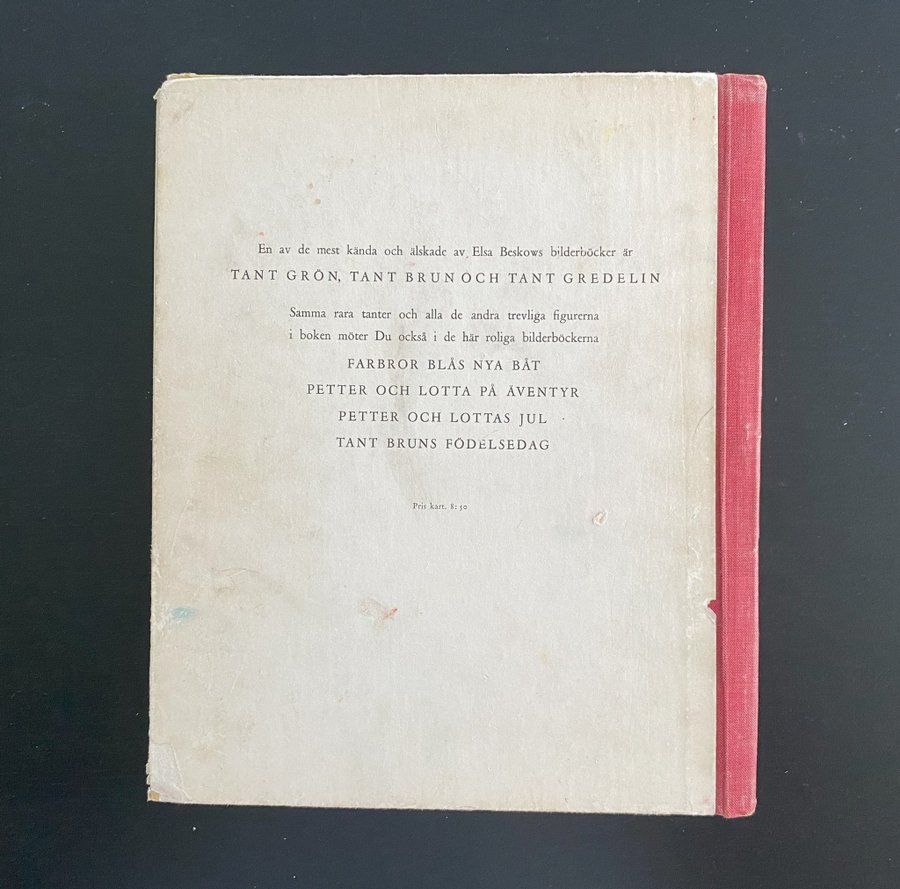 En av de mest kända och älskade av Elsa Beskows bilderböcker är
TANT GRÖN, TANT BRUN OCH TANT GREDELIN
Samma rara tanter och alla de andra trevliga figurerna
i boken möter Du också i de här roliga bilderböckerna
FARBROR BLÅS NYA BÅT
PETTER OCH LOTTA PÅ ÄVENTYR
PETTER OCH LOTTAS JUL
TANT BRUNS FÖDELSEDAG
Pris kart. 8: 50